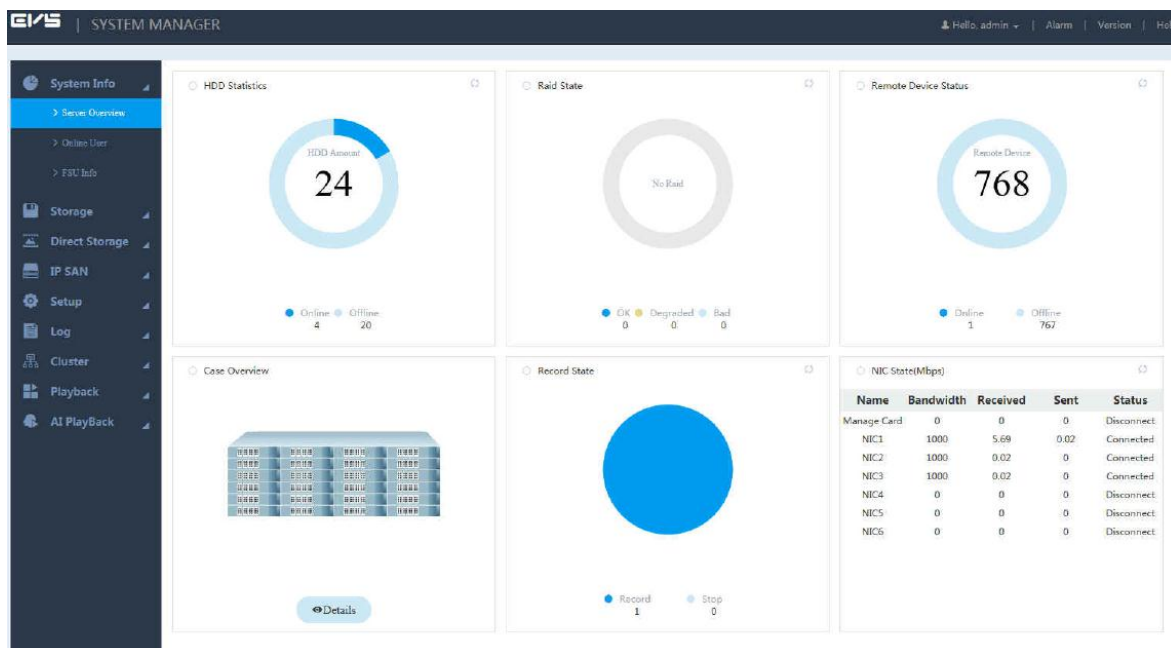 EIVS | SYSTEM MANAGER
Hello, admin | Alarm | Version | Hel
System Info
> Server Overview
> Online User
> FSU Info
Storage
Direct Storage
IP SAN
Setup
Log
Cluster
Playback
AI PlayBack
HDD Statistics
HDD Amount
24
Online Offline
4 20
Raid State
No Raid
OK Degraded Bad
0 0 0
Remote Device Status
Remote Device
768
Online Offline
1 767
Case Overview
Details
Record State
Record Stop
1 0
NIC State(Mbps)
Name Bandwidth Received Sent Status
Manage Card 0 0 0 Disconnect
NIC1 1000 5.69 0.02 Connected
NIC2 1000 0.02 0 Connected
NIC3 1000 0.02 0 Connected
NIC4 0 0 0 Disconnect
NIC5 0 0 0 Disconnect
NIC6 0 0 0 Disconnect